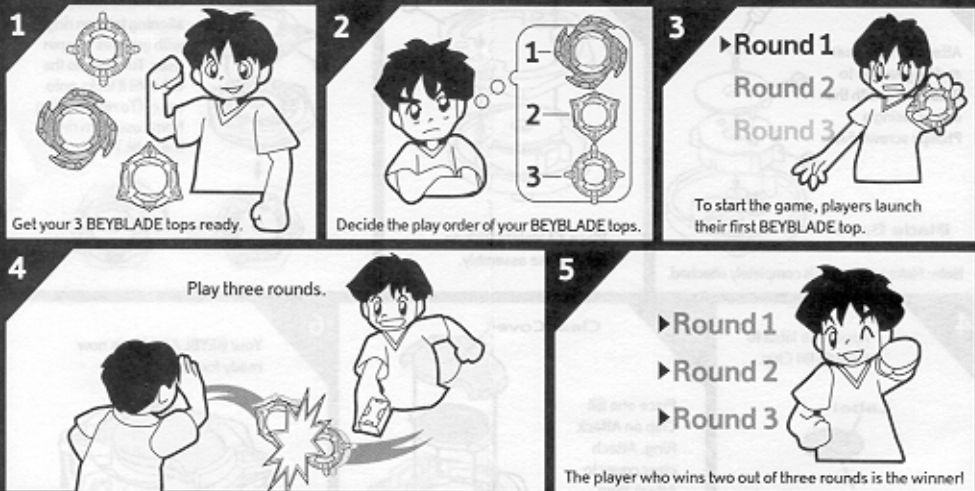 1
Get your 3 BEYBLADE tops ready.
2
1
2
3
Decide the play order of your BEYBLADE tops.
3
Round 1
Round 2
Round 3
To start the game, players launch
their first BEYBLADE top.
4
Play three rounds.
5
Round 1
Round 2
Round 3
The player who wins two out of three rounds is the winner!